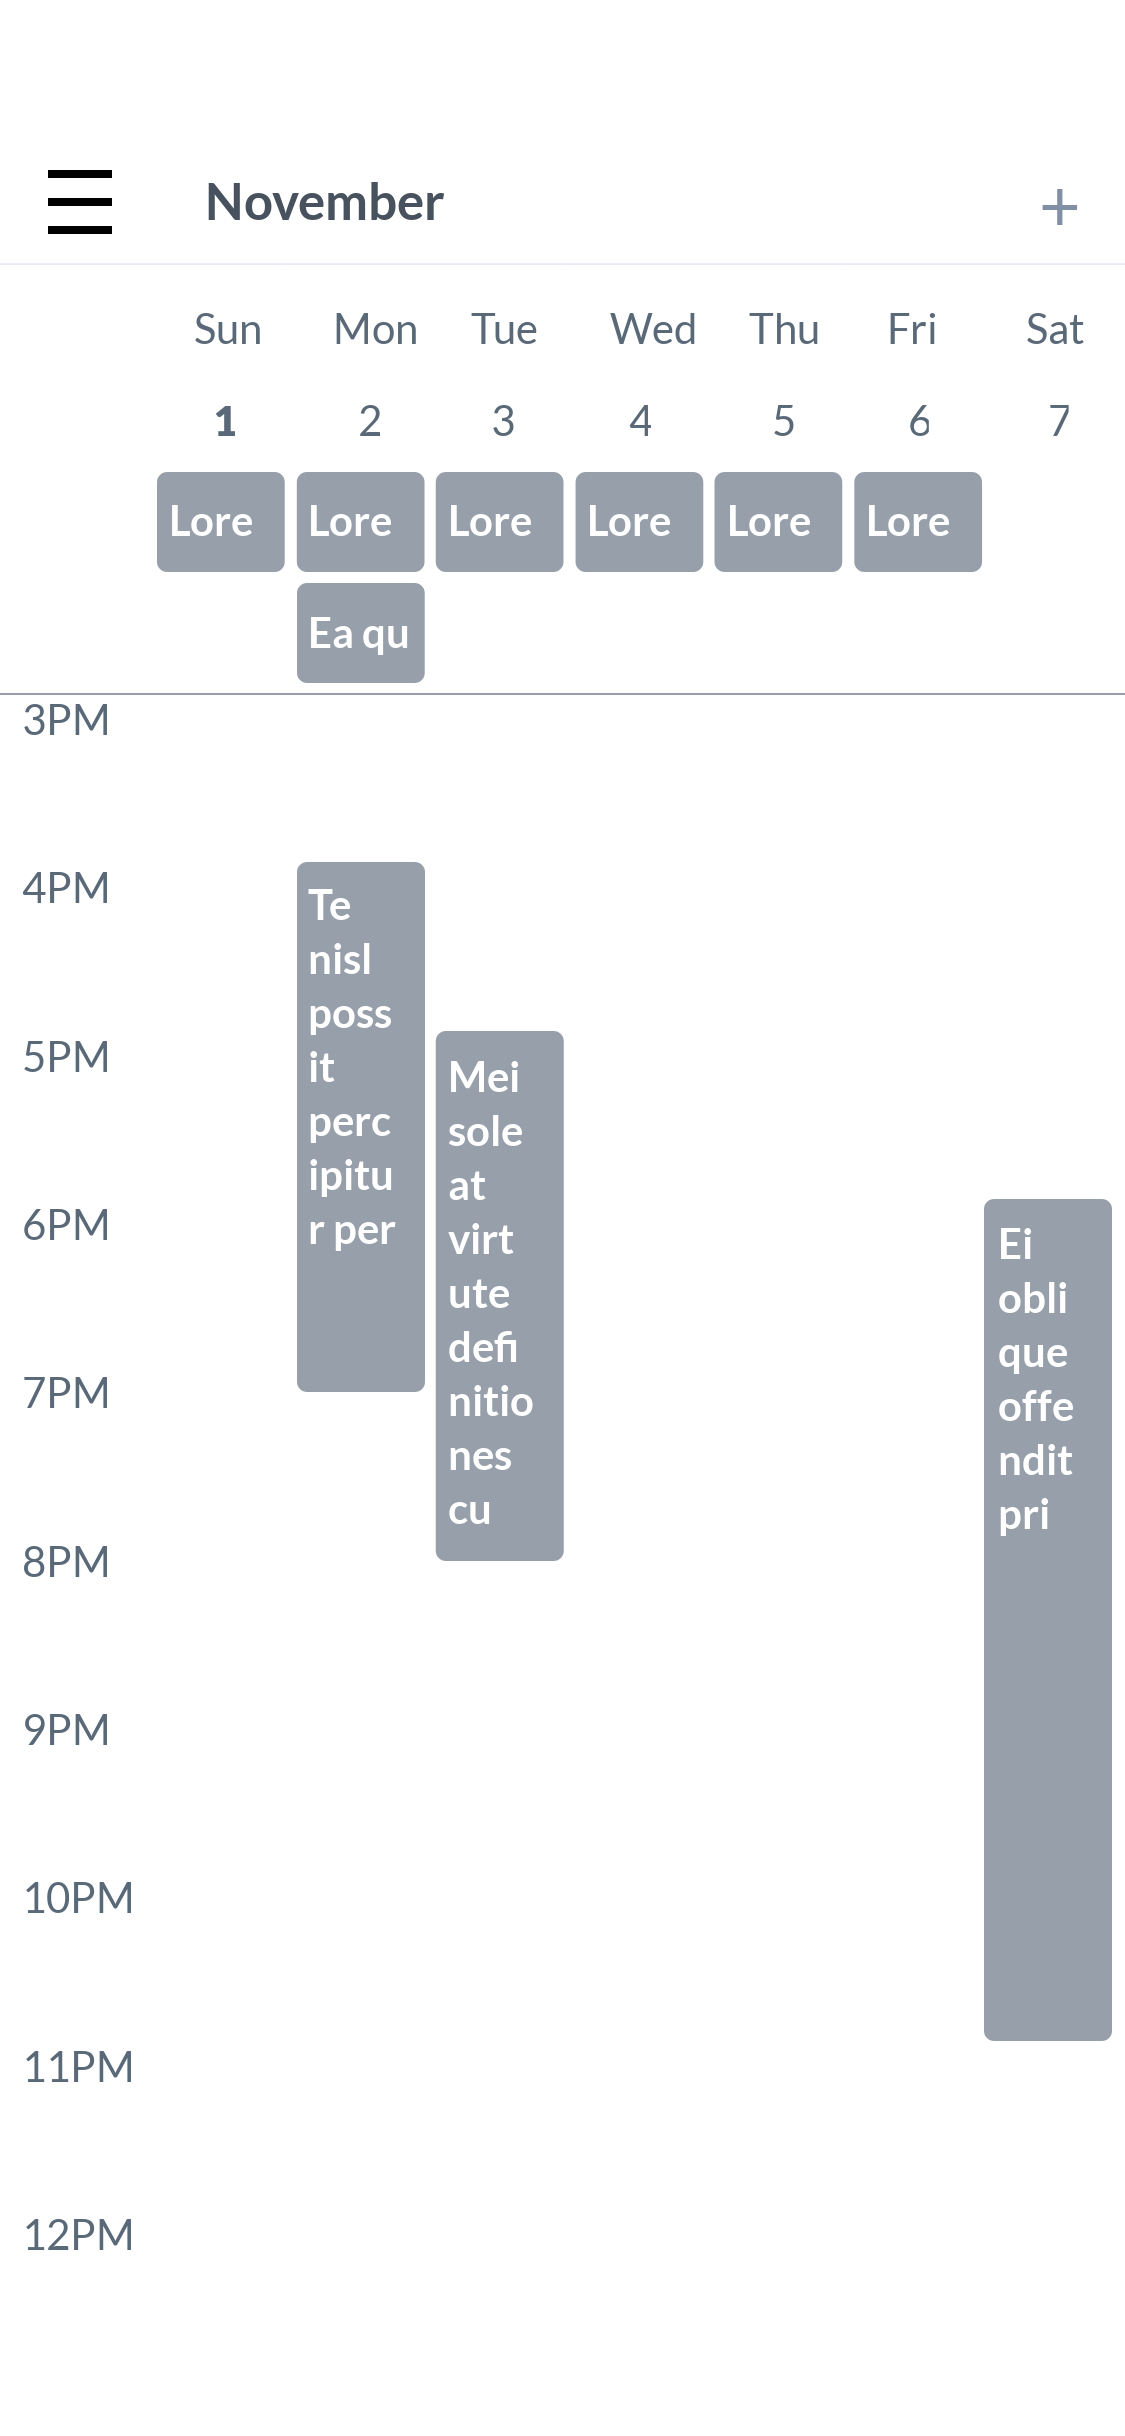 November +
Sun Mon Tue Wed Thu Fri Sat
1 2 3 4 5 6 7
Lore Lore Lore Lore Lore Lore
Ea qu
3PM
4PM
Te
nisl
poss
it
perc
ipitu
r per
5PM
Mei
sole
at
virt
ute
defi
nitio
nes
cu
6PM
Ei
obli
que
offe
ndit
pri
7PM
8PM
9PM
10PM
11PM
12PM